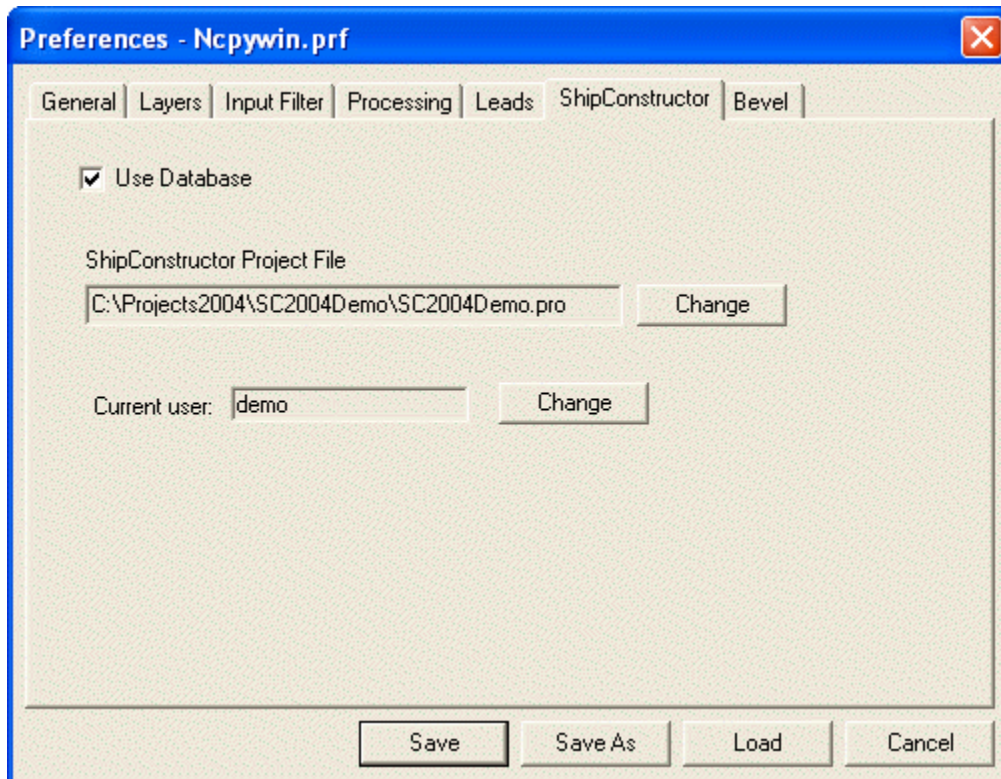 Preferences - Ncpywin.prf
General Layers Input Filter Processing Leads ShipConstructor Bevel
Use Database
ShipConstructor Project File
C:\Projects2004\SC2004Demo\SC2004Demo.pro Change
Current user: demo Change
Save Save As Load Cancel